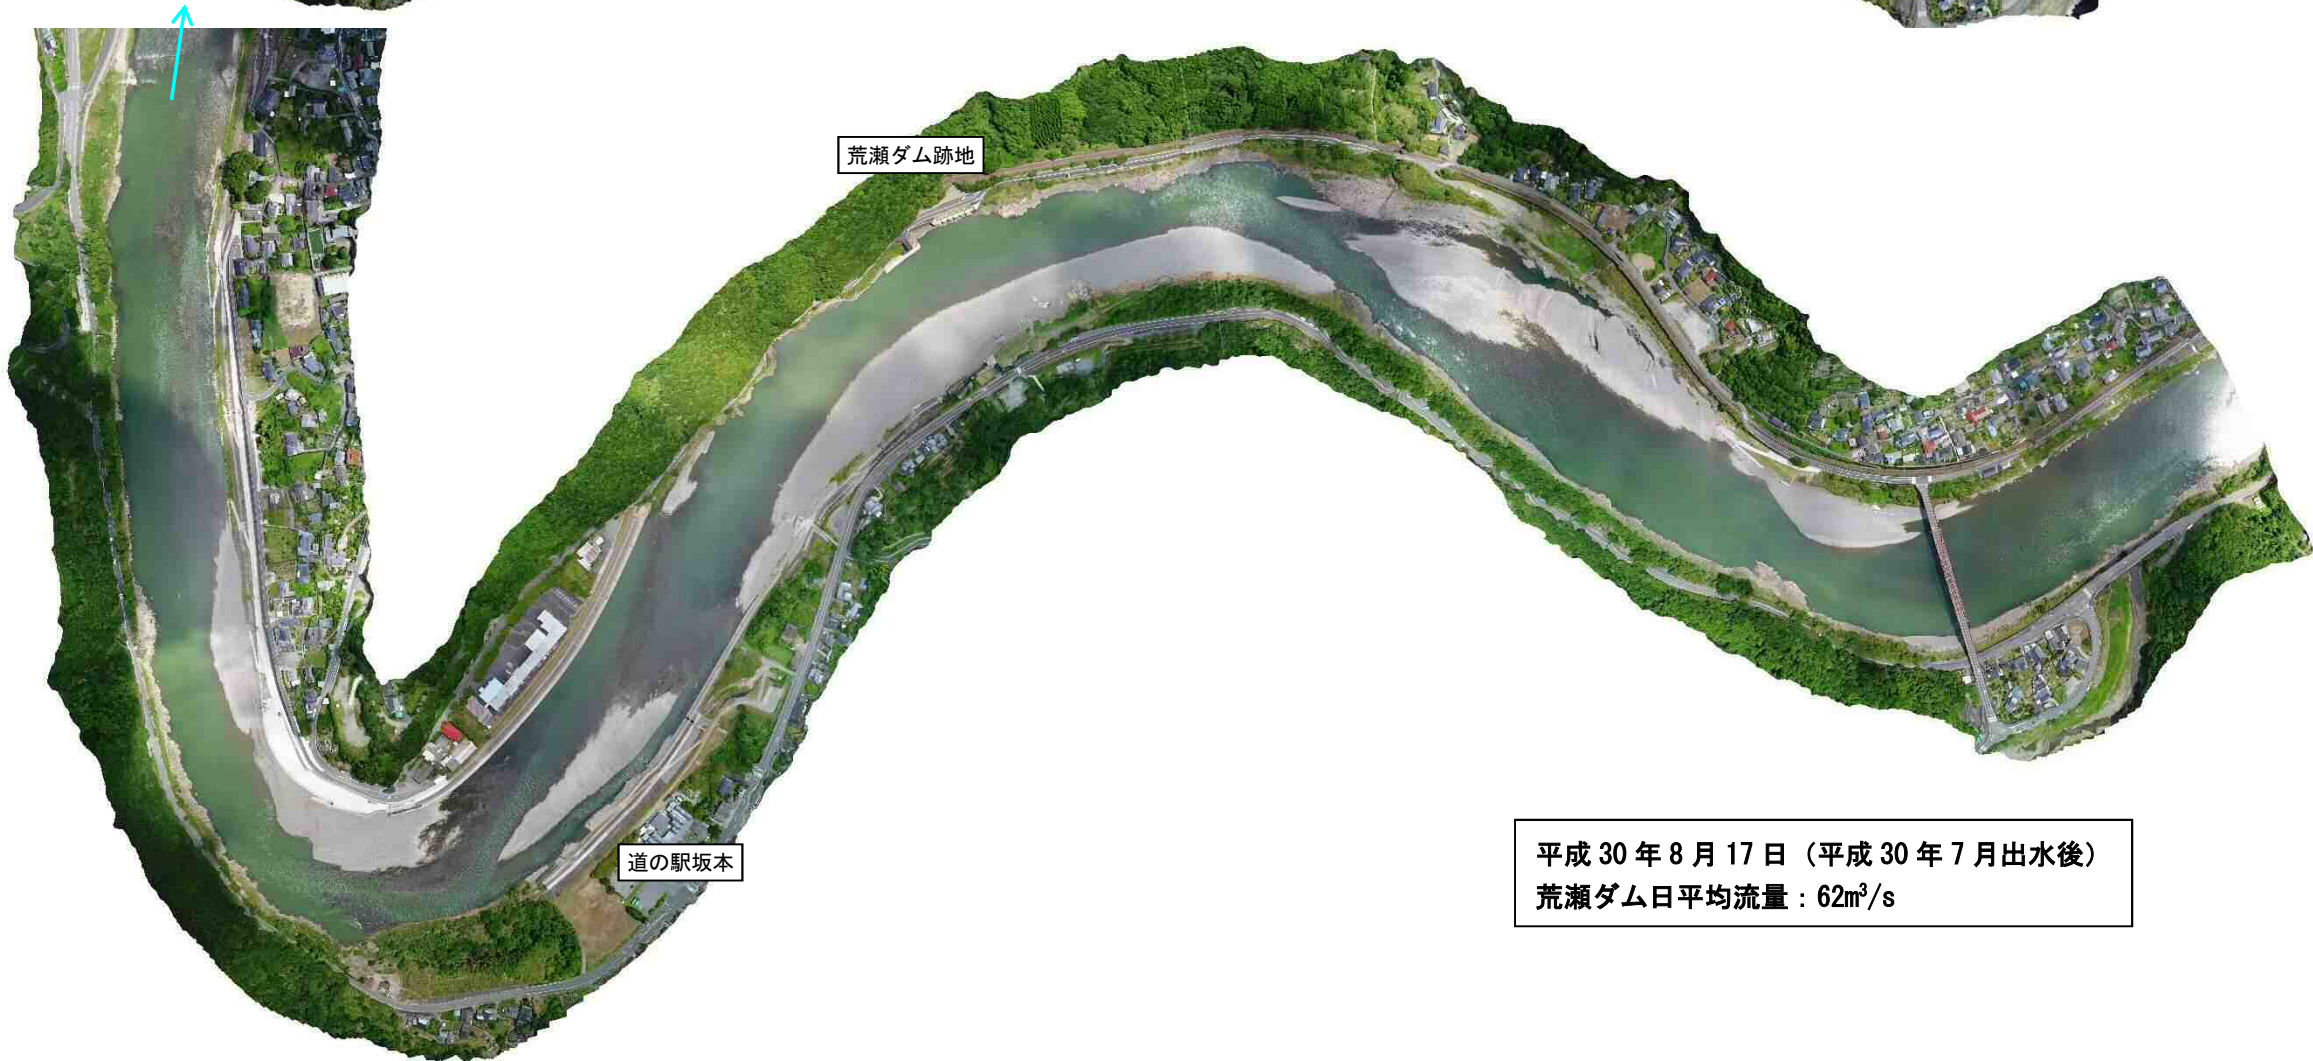 荒瀬ダム跡地
道の駅坂本
平成 30 年 8 月 17 日（平成 30 年 7 月出水後）
荒瀬ダム日平均流量：62m³/s